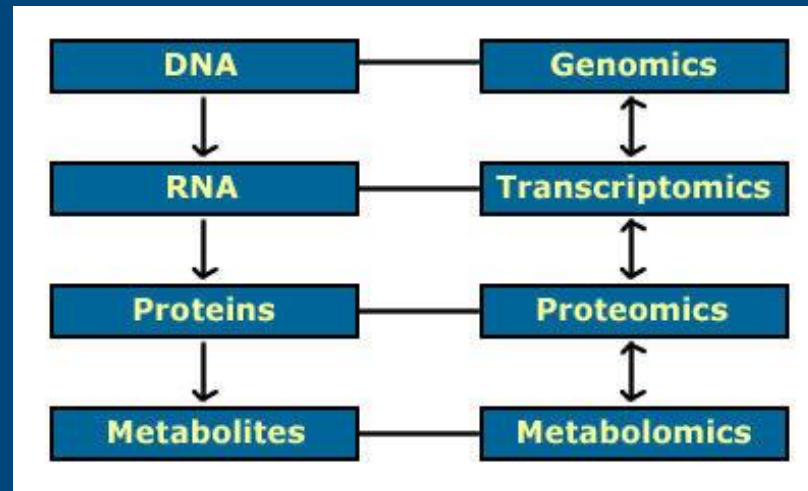 DNA
Genomics
RNA
Transcriptomics
Proteins
Proteomics
Metabolites
Metabolomics